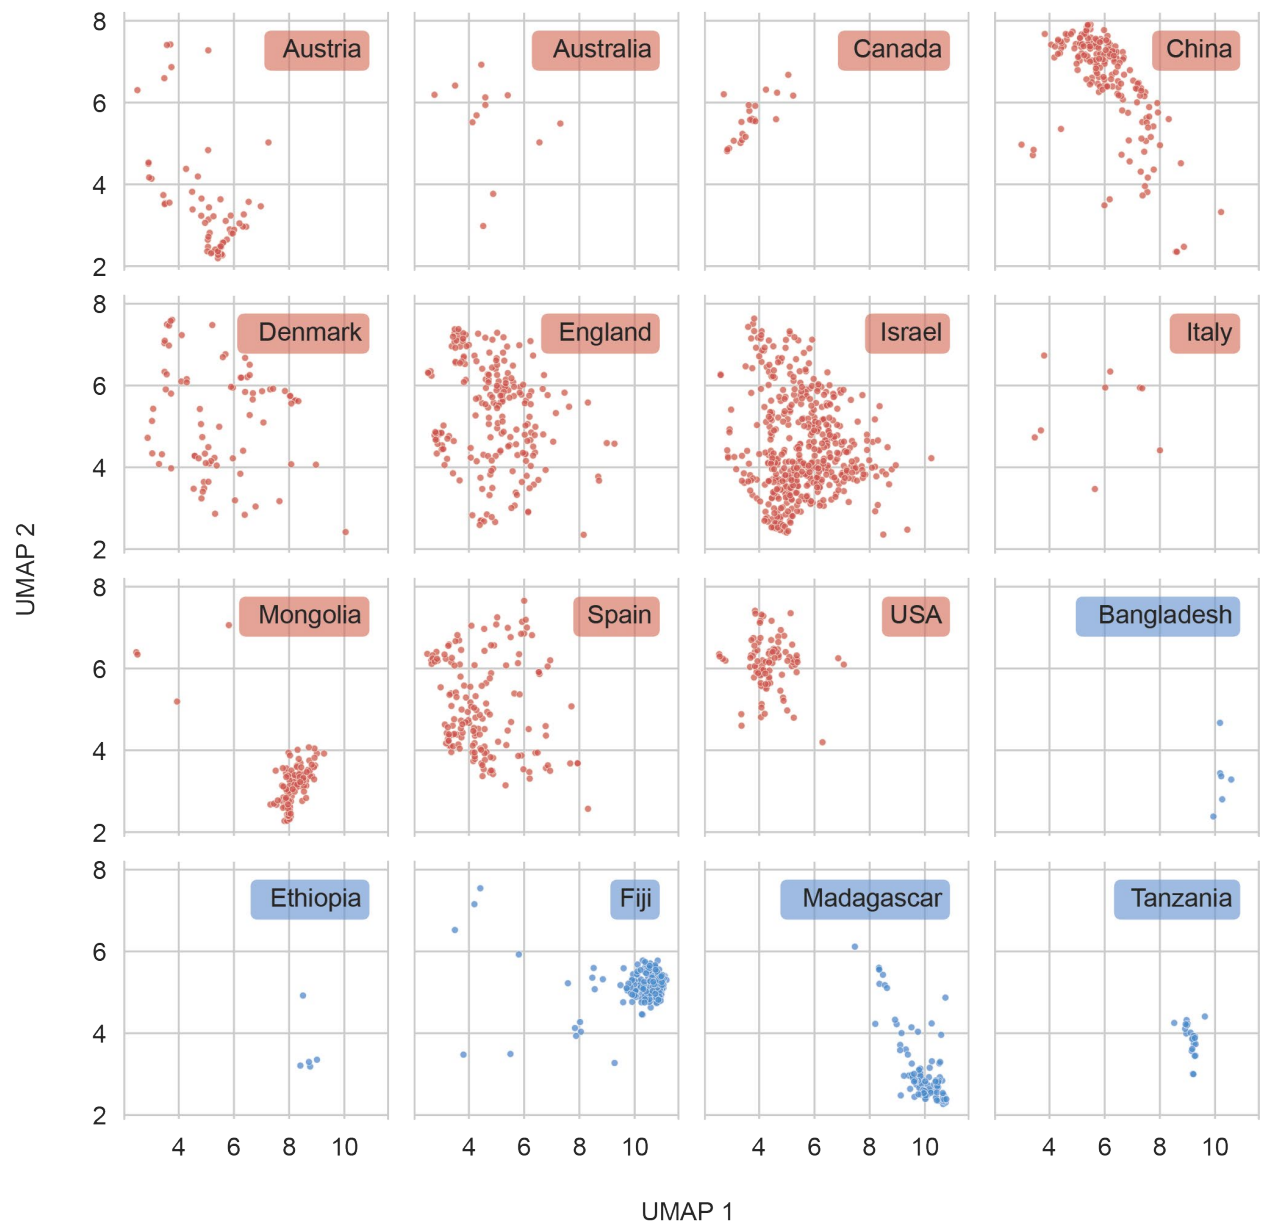 8
6
4
2
Austria
Australia
Canada
China
8
6
4
2
Denmark
England
Israel
Italy
UMAP 2
8
6
4
2
Mongolia
Spain
USA
Bangladesh
8
6
4
2
Ethiopia
Fiji
Madagascar
Tanzania
4 6 8 10 4 6 8 10 4 6 8 10 4 6 8 10
UMAP 1